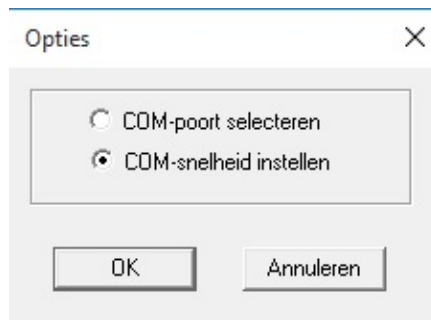 Opties
COM-poort selecteren
COM-snelheid instellen
OK
Annuleren